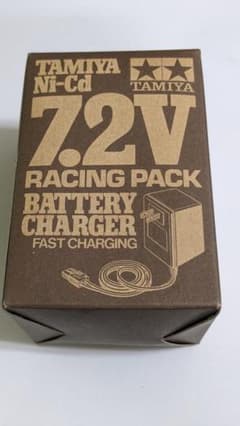 TAMIYA
Ni-Cd
TAMIYA
7.2V
RACING PACK
BATTERY
CHARGER
FAST CHARGING